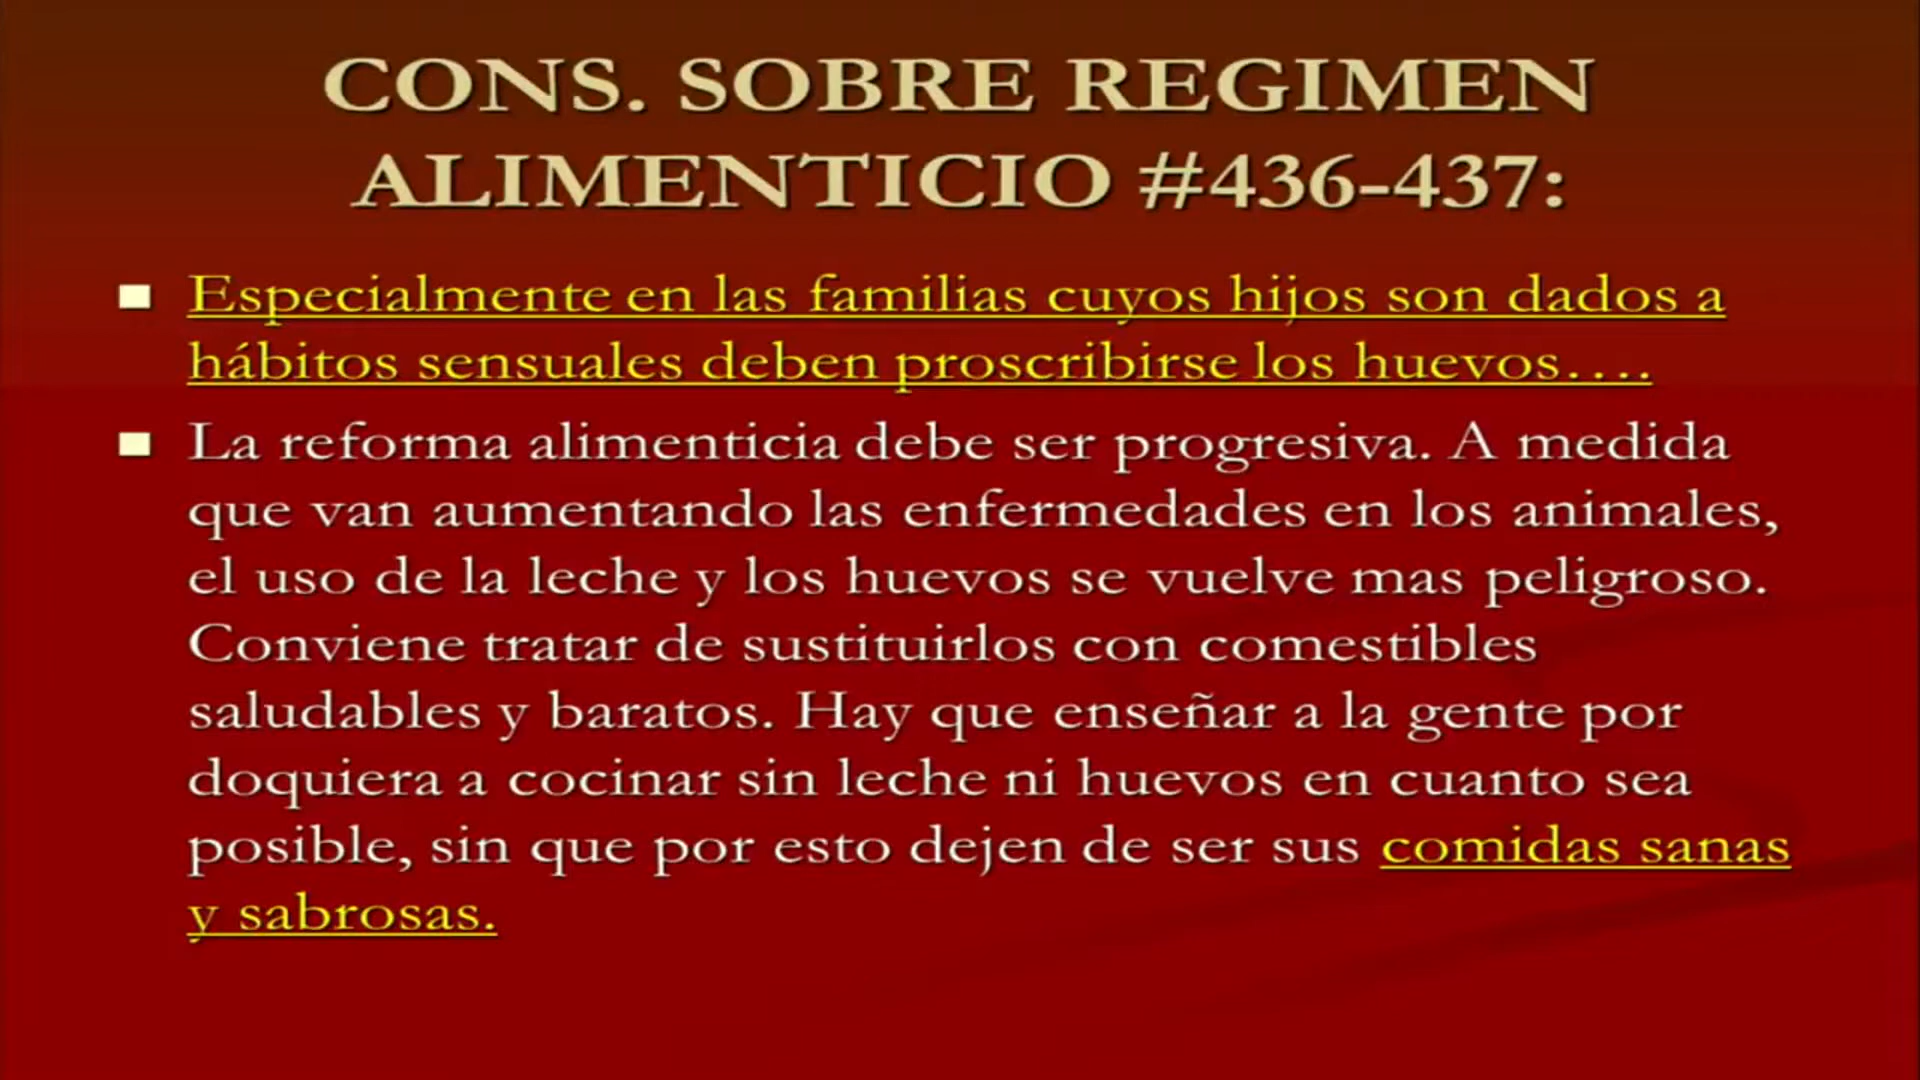 CONS. SOBRE REGIMEN
ALIMENTICIO #436-437:
Especialmente en las familias cuyos hijos son dados a
hábitos sensuales deben proscribirse los huevos….
La reforma alimenticia debe ser progresiva. A medida
que van aumentando las enfermedades en los animales,
el uso de la leche y los huevos se vuelve mas peligroso.
Conviene tratar de sustituirlos con comestibles
saludables y baratos. Hay que enseñar a la gente por
doquiera a cocinar sin leche ni huevos en cuanto sea
posible, sin que por esto dejen de ser sus comidas sanas
y sabrosas.